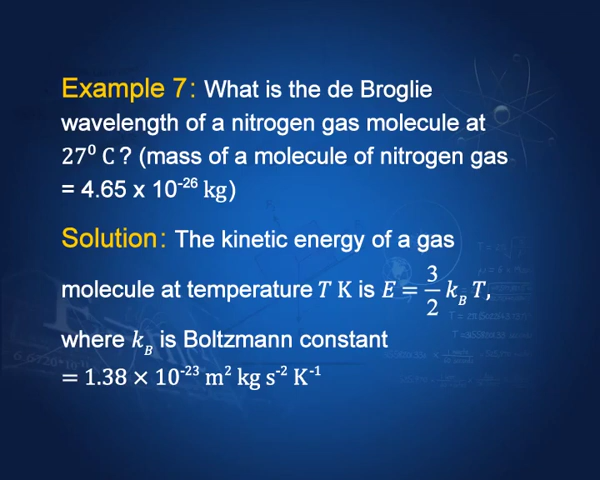 Example 7: What is the de Broglie
wavelength of a nitrogen gas molecule at
27⁰ C? (mass of a molecule of nitrogen gas
= 4.65 x 10⁻²⁶ kg)
Solution: The kinetic energy of a gas
molecule at temperature T K is E = 3/2 k_B T,
where k_B is Boltzmann constant
= 1.38 × 10⁻²³ m² kg s⁻² K⁻¹